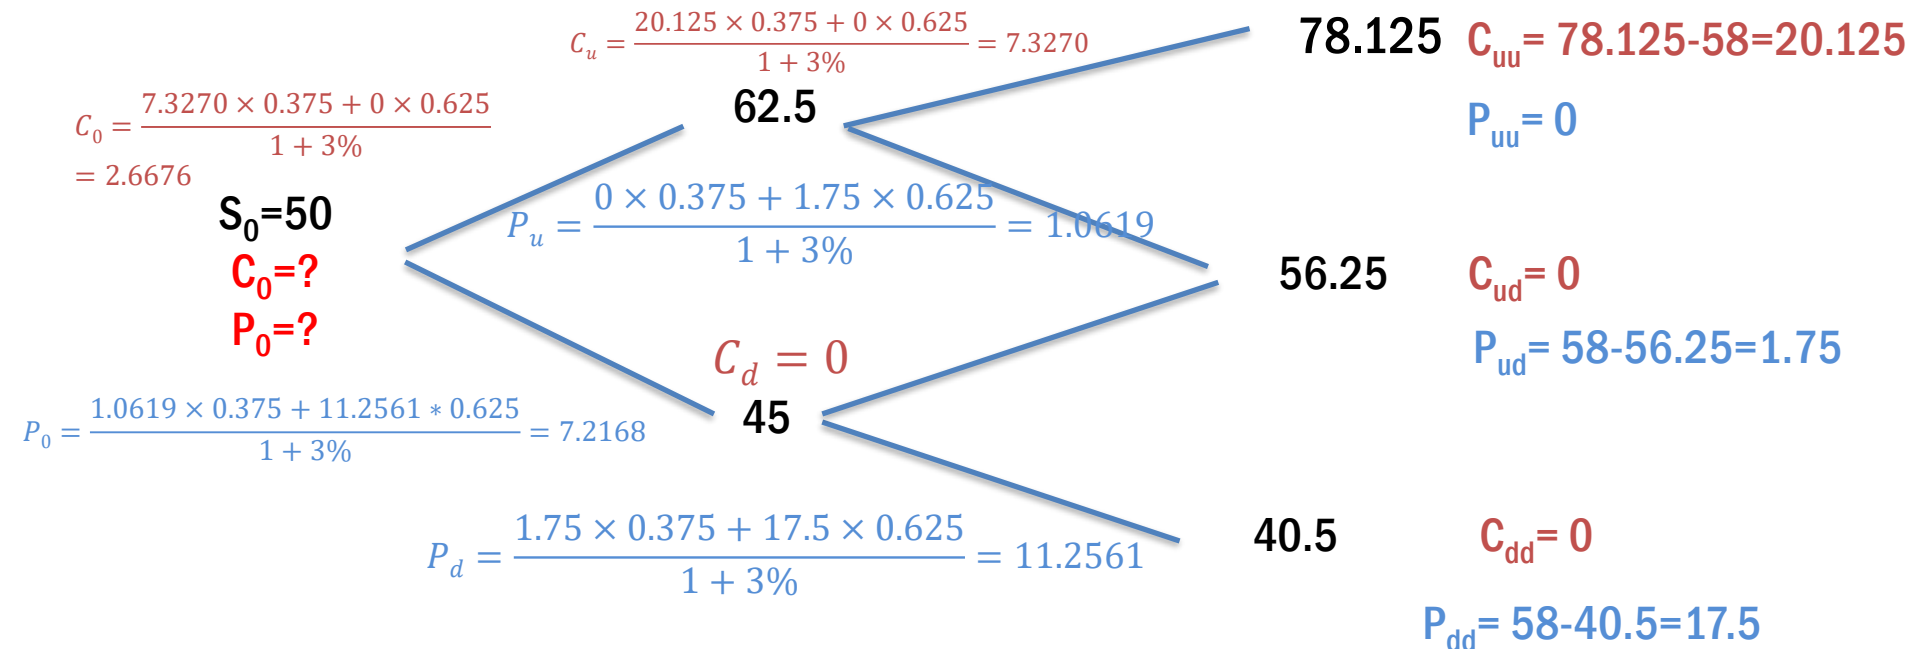 C₀ = (7.3270 × 0.375 + 0 × 0.625) / (1 + 3%)
= 2.6676
S₀=50
C₀=?
P₀=?
P₀ = (1.0619 × 0.375 + 11.2561 * 0.625) / (1 + 3%) = 7.2168
C_u = (20.125 × 0.375 + 0 × 0.625) / (1 + 3%) = 7.3270
62.5
P_u = (0 × 0.375 + 1.75 × 0.625) / (1 + 3%) = 1.0619
C_d = 0
45
P_d = (1.75 × 0.375 + 17.5 × 0.625) / (1 + 3%) = 11.2561
78.125 C_uu= 78.125-58=20.125
P_uu= 0
56.25 C_ud= 0
P_ud= 58-56.25=1.75
40.5 C_dd= 0
P_dd= 58-40.5=17.5